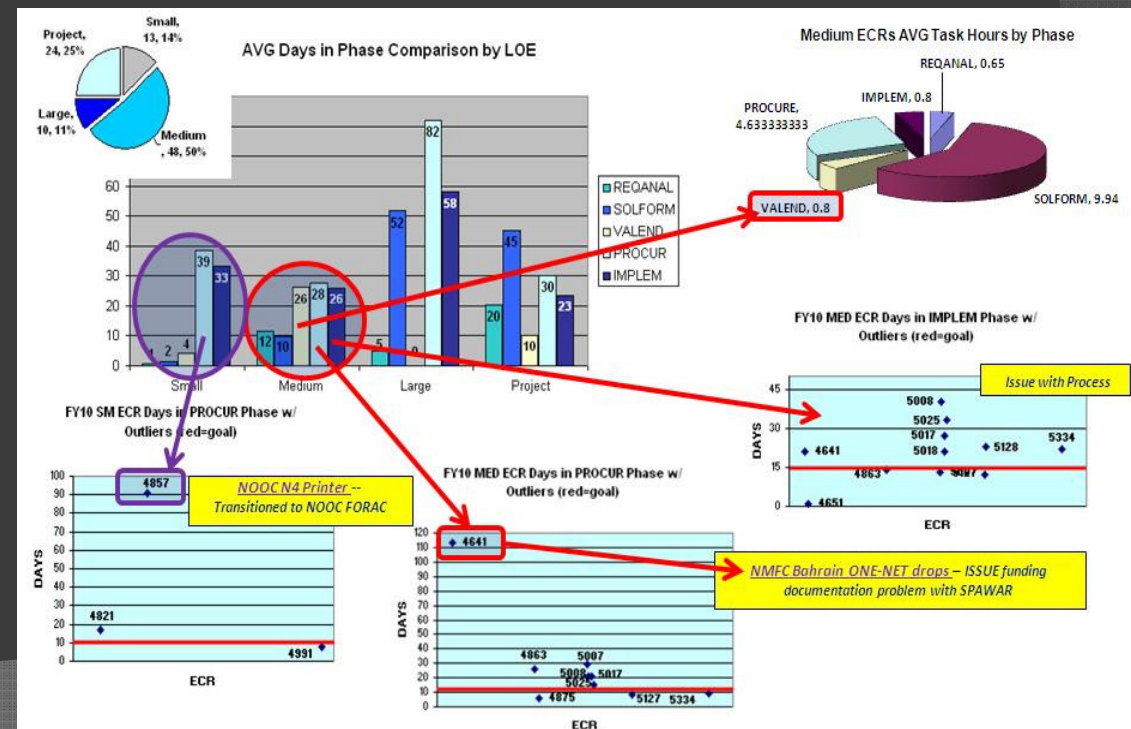 Small,
13, 14%
Project,
24, 25%
Large,
10, 11%
Medium
, 48, 50%
AVG Days in Phase Comparison by LOE
60
50
40
30
20
10
0
2
4
39
33
12
10
26
28
26
5
52
0
82
58
20
45
10
30
23
Small
Medium
Large
Project
REQANAL
SOLFORM
VALEND
PROCUR
IMPLEM
Medium ECRs AVG Task Hours by Phase
REQANAL, 0.65
IMPLEM, 0.8
PROCURE,
4.633333333
VALEND, 0.8
SOLFORM, 9.94
FY10 MED ECR Days in IMPLEM Phase w/
Outliers (red=goal)
Issue with Process
DAYS
45
30
15
0
5008
5025
5017
5018
5128
5334
4641
4863
4651
ECR
FY10 SM ECR Days in PROCUR Phase w/
Outliers (red=goal)
DAYS
100
90
80
70
60
50
40
30
20
10
0
4857
4821
4991
ECR
NOOC N4 Printer --
Transitioned to NOOC FORAC
FY10 MED ECR Days in PROCUR Phase w/
Outliers (red=goal)
DAYS
120
110
100
90
80
70
60
50
40
30
20
10
0
4641
4863
5007
5008
5017
5025
4875
5127
5334
ECR
NMFC Bahrain ONE-NET drops – ISSUE funding
documentation problem with SPAWAR